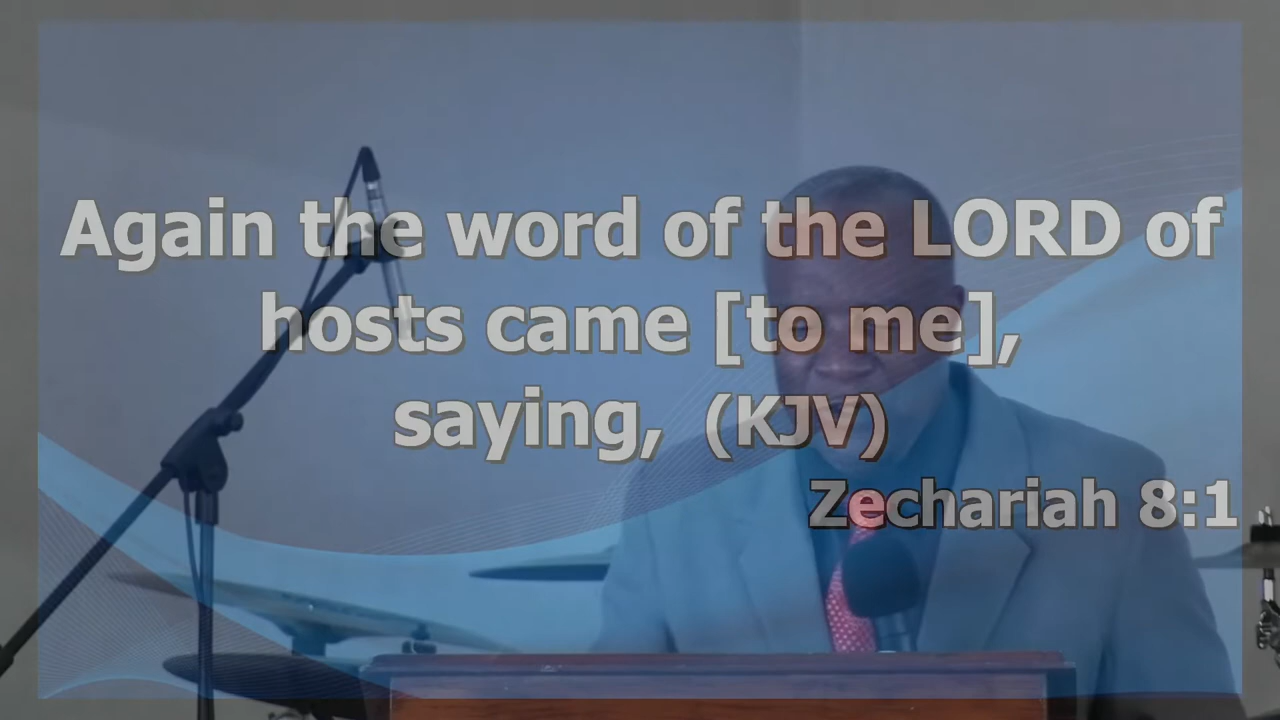 Again the word of the LORD of
hosts came [to me],
saying, (KJV)
Zechariah 8:1